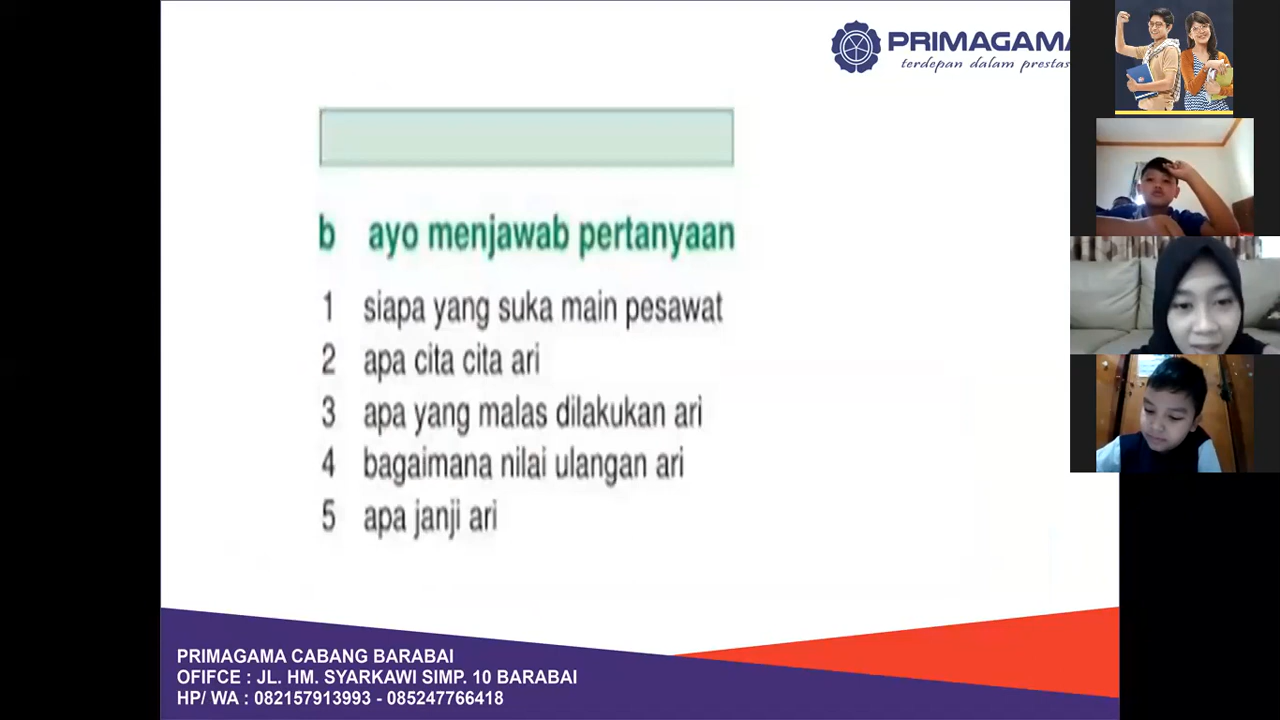 PRIMAGAMA
terdepan dalam prestas
b ayo menjawab pertanyaan
1 siapa yang suka main pesawat
2 apa cita cita ari
3 apa yang malas dilakukan ari
4 bagaimana nilai ulangan ari
5 apa janji ari
PRIMAGAMA CABANG BARABAI
OFIFCE : JL. HM. SYARKAWI SIMP. 10 BARABAI
HP/ WA : 082157913993 - 085247766418